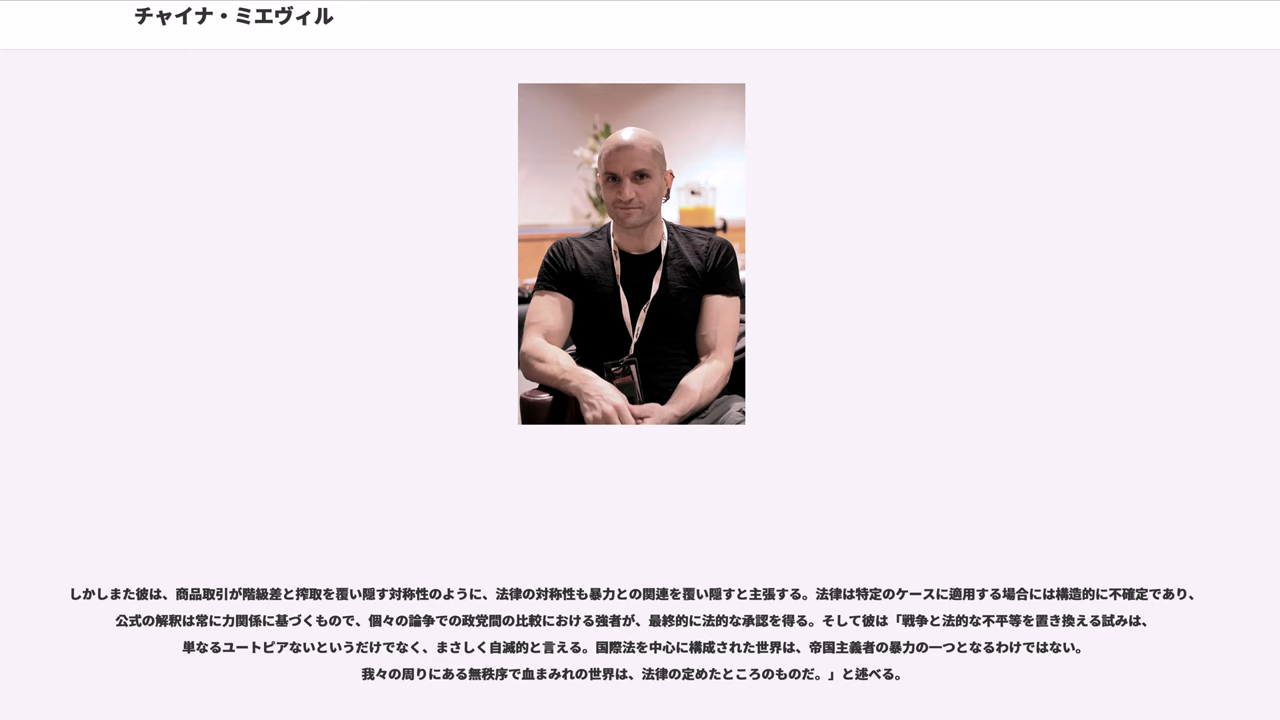 チャイナ・ミエヴィル
しかしまた彼は、商品取引が階級差と搾取を覆い隠す対称性のように、法律の対称性も暴力との関連を覆い隠すと主張する。法律は特定のケースに適用する場合には構造的に不確定であり、
公式の解釈は常に力関係に基づくもので、個々の論争での政党間の比較における強者が、最終的に法的な承認を得る。そして彼は「戦争と法的な不平等を置き換える試みは、
単なるユートピアないというだけでなく、まさしく自滅的と言える。国際法を中心に構成された世界は、帝国主義者の暴力の一つとなるわけではない。
我々の周りにある無秩序で血まみれの世界は、法律の定めたところのものだ。」と述べる。